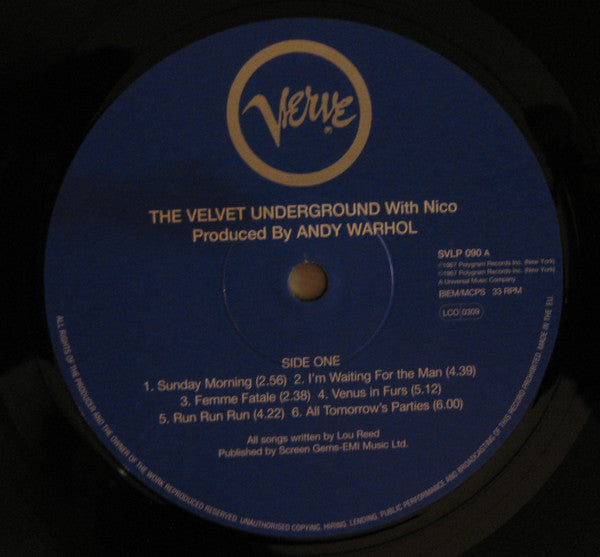 Verve
THE VELVET UNDERGROUND With Nico
Produced By ANDY WARHOL
SVLP 090 A
℗1967 Polygram Records Inc. (New York)
©1967 Polygram Records Inc. (New York)
A Universal Music Company
BIEM/MCPS 33 RPM
LCO 0309
SIDE ONE
1. Sunday Morning (2.56) 2. I'm Waiting For the Man (4.39)
3. Femme Fatale (2.38) 4. Venus in Furs (5.12)
5. Run Run Run (4.22) 6. All Tomorrow's Parties (6.00)
All songs written by Lou Reed
Published by Screen Gems-EMI Music Ltd.
ALL RIGHTS OF THE PRODUCER AND THE OWNER OF THE WORK REPRODUCED RESERVED. UNAUTHORISED COPYING, HIRING, LENDING, PUBLIC PERFORMANCE AND BROADCASTING OF THIS RECORD PROHIBITED. MADE IN THE EU.